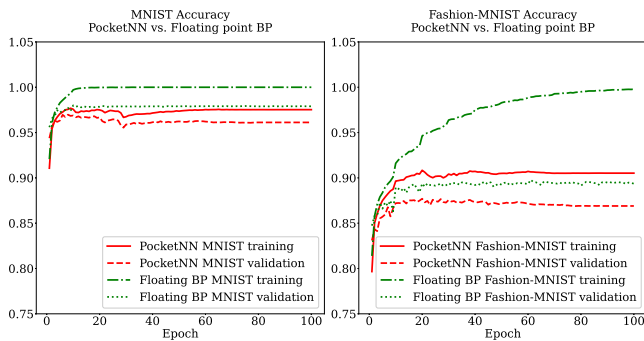 MNIST Accuracy
PocketNN vs. Floating point BP
1.05
1.00
0.95
0.90
0.85
0.80
0.75
0 20 40 60 80 100
Epoch
PocketNN MNIST training
PocketNN MNIST validation
Floating BP MNIST training
Floating BP MNIST validation
Fashion-MNIST Accuracy
PocketNN vs. Floating point BP
1.05
1.00
0.95
0.90
0.85
0.80
0.75
0 20 40 60 80 100
Epoch
PocketNN Fashion-MNIST training
PocketNN Fashion-MNIST validation
Floating BP Fashion-MNIST training
Floating BP Fashion-MNIST validation